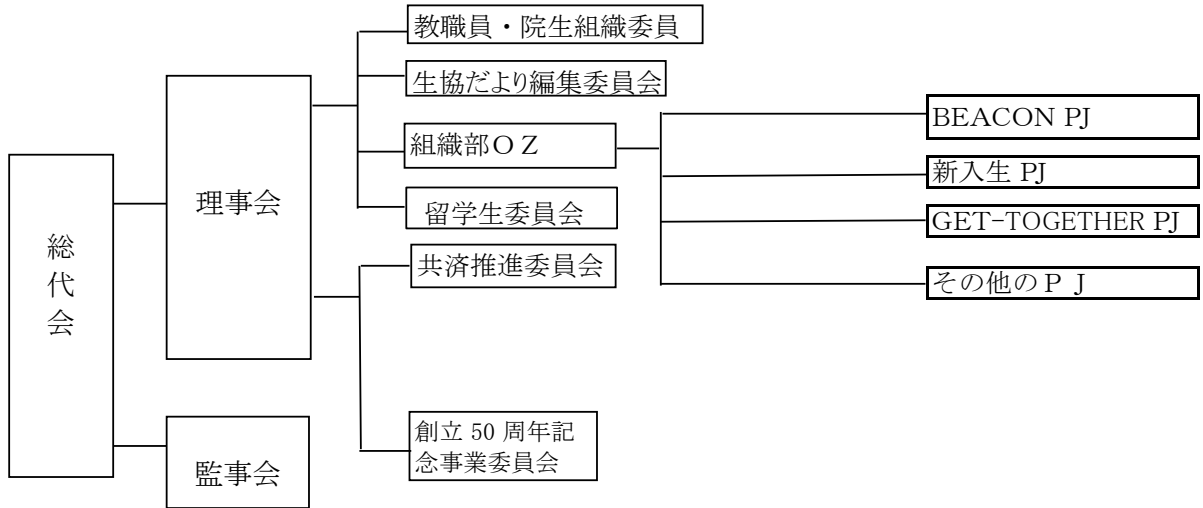 総代会
理事会
監事会
教職員・院生組織委員
生協だより編集委員会
組織部ＯＺ
留学生委員会
共済推進委員会
創立 50 周年記
念事業委員会
BEACON PJ
新入生 PJ
GET-TOGETHER PJ
その他のＰＪ